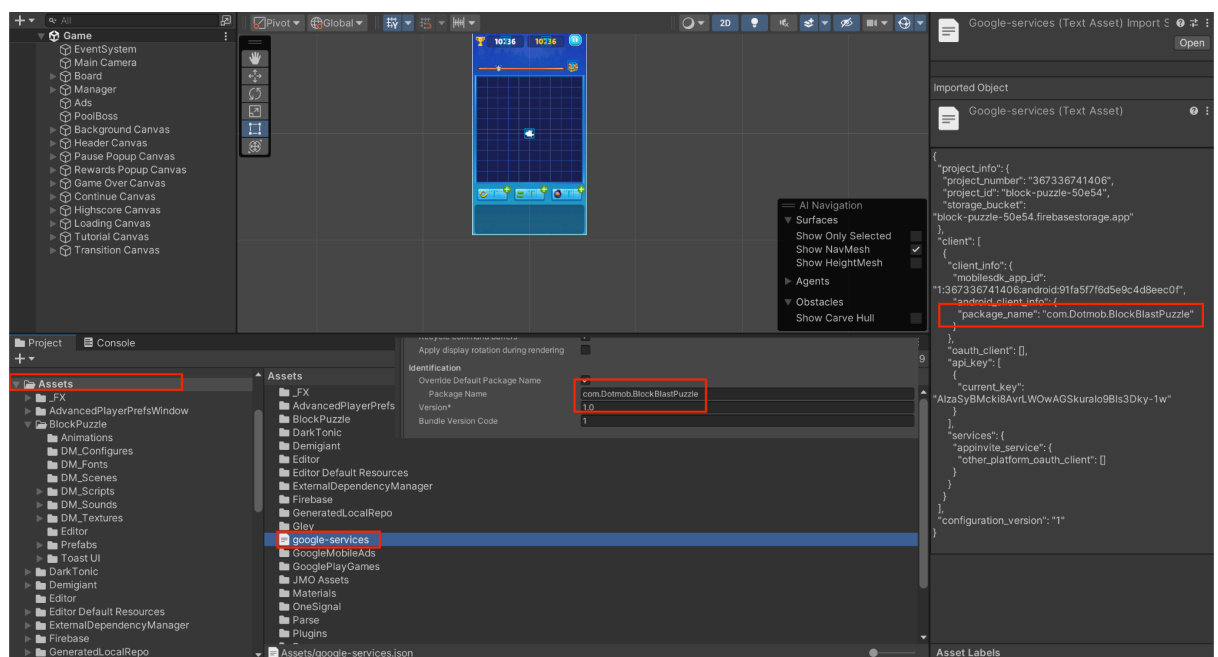 All
Game
EventSystem
Main Camera
Board
Manager
Ads
PoolBoss
Background Canvas
Header Canvas
Pause Popup Canvas
Rewards Popup Canvas
Game Over Canvas
Continue Canvas
Highscore Canvas
Loading Canvas
Tutorial Canvas
Transition Canvas
Pivot
Global
2D
10336
10336
AI Navigation
Surfaces
Show Only Selected
Show NavMesh
Show HeightMesh
Agents
Obstacles
Show Carve Hull
Google-services (Text Asset) Import S
Open
Imported Object
Google-services (Text Asset)
{
"project_info": {
"project_number": "367336741406",
"project_id": "block-puzzle-50e54",
"storage_bucket":
"block-puzzle-50e54.firebasestorage.app"
},
"client": [
{
"client_info": {
"mobilesdk_app_id":
"1:367336741406:android:91fa5f7f6d5e9c4d8eec0f",
"android_client_info": {
"package_name": "com.Dotmob.BlockBlastPuzzle"
}
},
"oauth_client": [],
"api_key": [
{
"current_key":
"AIzaSyBMcki8AvrLWOwAGSkuralo9BIs3Dky-1w"
}
],
"services": {
"appinvite_service": {
"other_platform_oauth_client": []
}
}
}
],
"configuration_version": "1"
}
Asset Labels
Project
Console
Assets
_FX
AdvancedPlayerPrefsWindow
BlockPuzzle
Animations
DM_Configures
DM_Fonts
DM_Scenes
DM_Scripts
DM_Sounds
DM_Textures
Editor
Prefabs
Toast UI
DarkTonic
Demigiant
Editor
Editor Default Resources
ExternalDependencyManager
Firebase
GeneratedLocalRepo
Assets
_FX
AdvancedPlayerPrefs
BlockPuzzle
DarkTonic
Demigiant
Editor
Editor Default Resources
ExternalDependencyManager
Firebase
GeneratedLocalRepo
Gley
google-services
GoogleMobileAds
GooglePlayGames
JMO Assets
Materials
OneSignal
Parse
Plugins
Assets/google-services.json
Recycle command buffers
Apply display rotation during rendering
Identification
Override Default Package Name
Package Name
com.Dotmob.BlockBlastPuzzle
Version*
1.0
Bundle Version Code
1
9